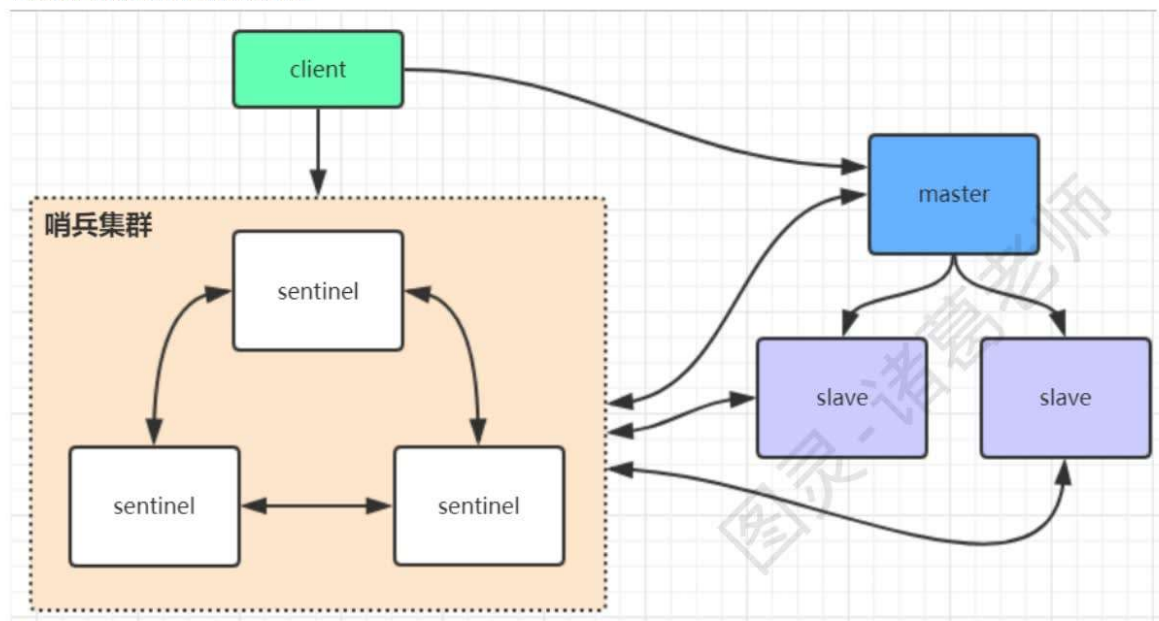 client
master
哨兵集群
sentinel
slave
slave
sentinel
sentinel
图灵-诸葛老师